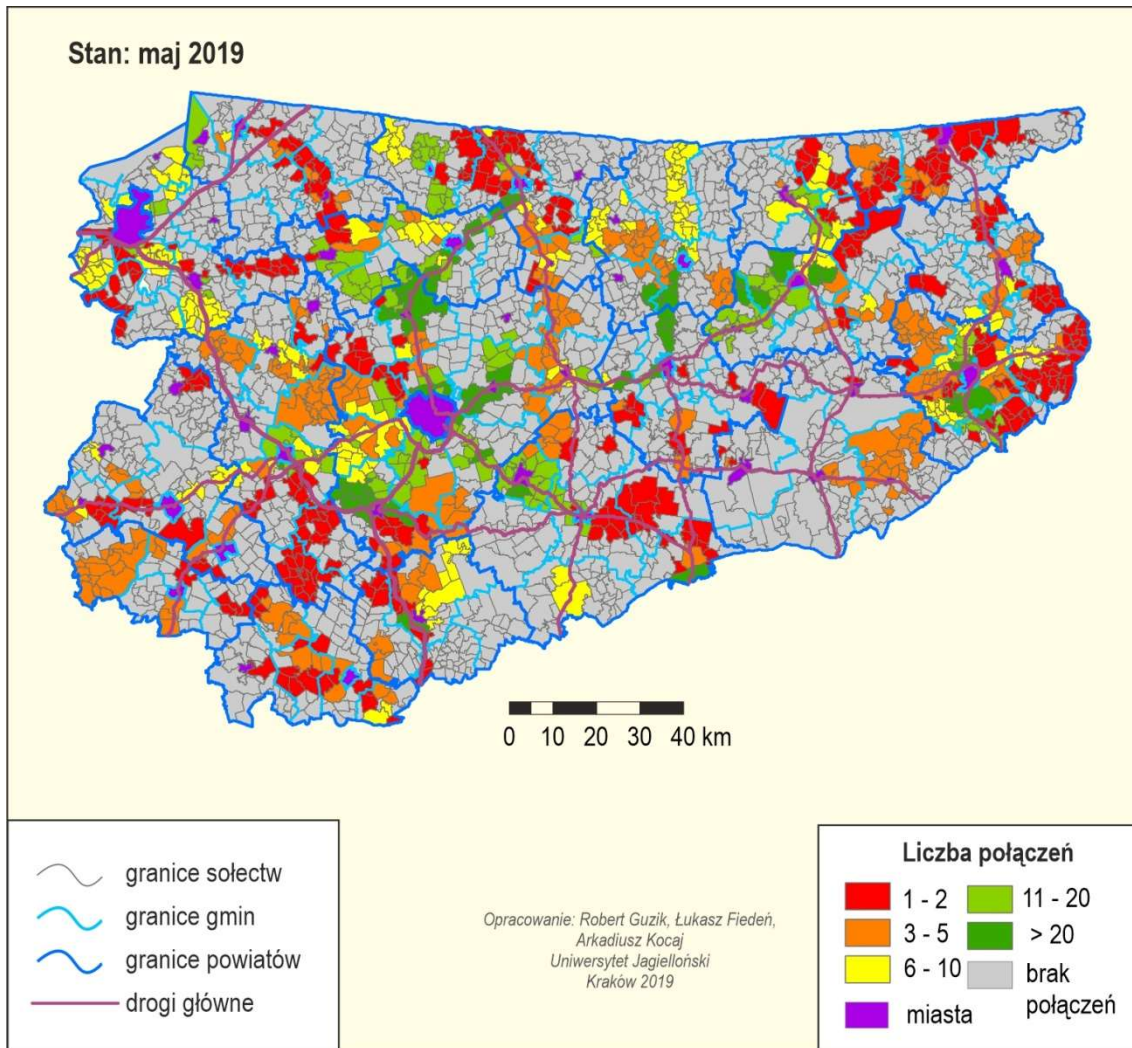 Stan: maj 2019
0 10 20 30 40 km
granice sołectw
granice gmin
granice powiatów
drogi główne
Opracowanie: Robert Guzik, Łukasz Fiedeń,
Arkadiusz Kocaj
Uniwersytet Jagielloński
Kraków 2019
Liczba połączeń
1 - 2
11 - 20
3 - 5
> 20
6 - 10
brak
połączeń
miasta